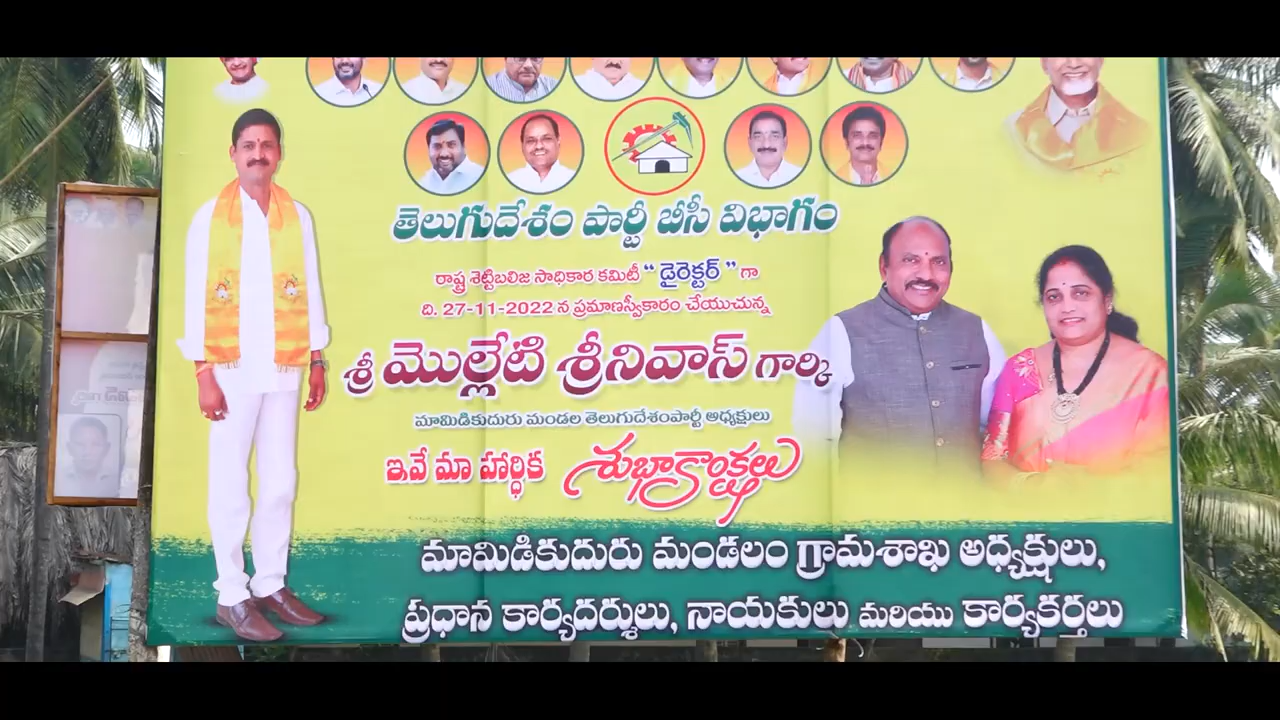 తెలుగుదేశం పార్టీ బీసీ విభాగం
రాష్ట్ర శెట్టిబలిజ సాధికార కమిటీ “ డైరెక్టర్ ” గా
ది. 27-11-2022 న ప్రమాణస్వీకారం చేయుచున్న
శ్రీ మొల్లేటి శ్రీనివాస్ గార్కి
మామిడికుదురు మండల తెలుగుదేశంపార్టీ అధ్యక్షులు
ఇవే మా హార్ధిక శుభాకాంక్షలు
మామిడికుదురు మండలం గ్రామశాఖ అధ్యక్షులు,
ప్రధాన కార్యదర్శులు, నాయకులు మరియు కార్యకర్తలు